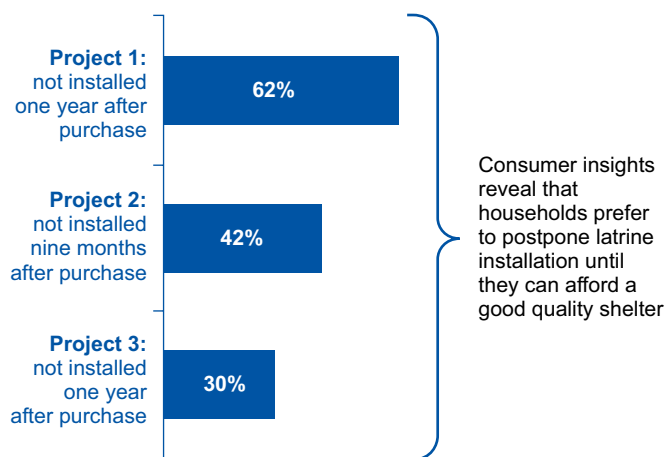 Project 1:
not installed
one year after
purchase
62%
Project 2:
not installed
nine months
after purchase
42%
Project 3:
not installed
one year
after purchase
30%
Consumer insights
reveal that
households prefer
to postpone latrine
installation until
they can afford a
good quality shelter